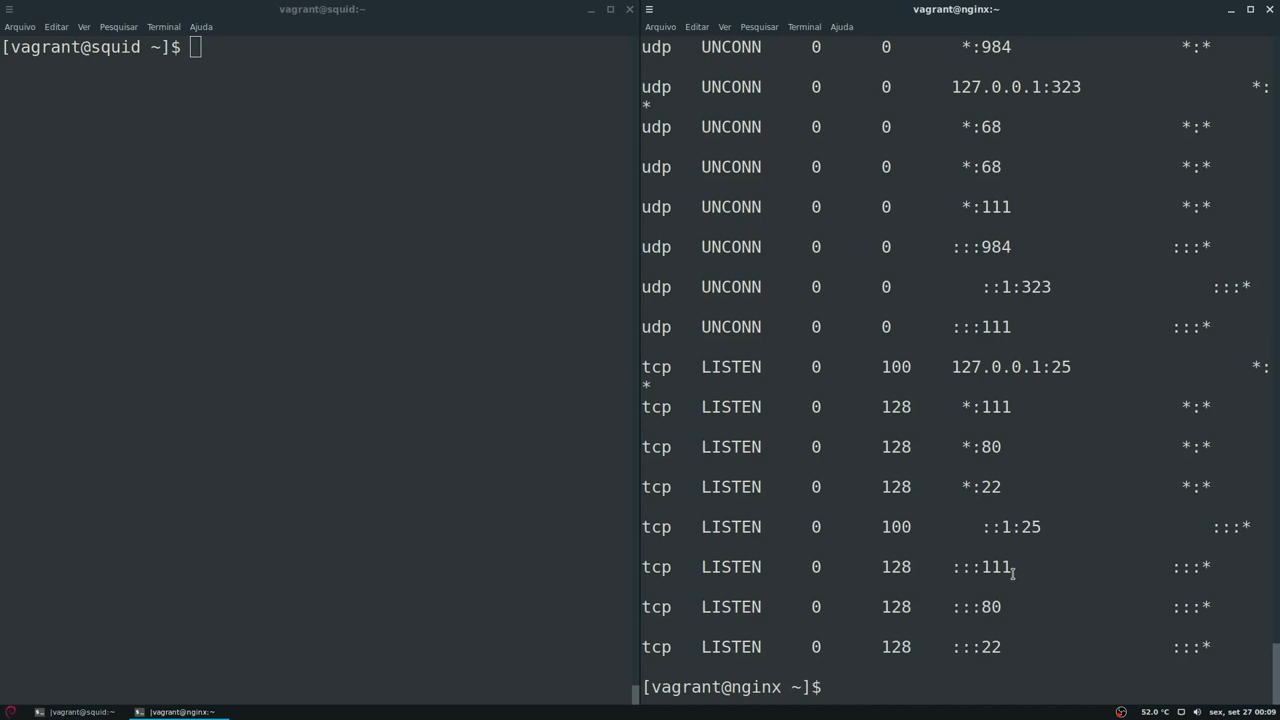 vagrant@squid:~
Arquivo Editar Ver Pesquisar Terminal Ajuda
[vagrant@squid ~]$
vagrant@nginx:~
Arquivo Editar Ver Pesquisar Terminal Ajuda
udp UNCONN 0 0 *:984 *:*
udp UNCONN 0 0 127.0.0.1:323 *:
*
udp UNCONN 0 0 *:68 *:*
udp UNCONN 0 0 *:68 *:*
udp UNCONN 0 0 *:111 *:*
udp UNCONN 0 0 :::984 :::*
udp UNCONN 0 0 ::1:323 :::*
udp UNCONN 0 0 :::111 :::*
tcp LISTEN 0 100 127.0.0.1:25 *:
*
tcp LISTEN 0 128 *:111 *:*
tcp LISTEN 0 128 *:80 *:*
tcp LISTEN 0 128 *:22 *:*
tcp LISTEN 0 100 ::1:25 :::*
tcp LISTEN 0 128 :::111 :::*
tcp LISTEN 0 128 :::80 :::*
tcp LISTEN 0 128 :::22 :::*
[vagrant@nginx ~]$
|vagrant@squid:~ |vagrant@nginx:~ 52.0 °C sex, set 27 00:09